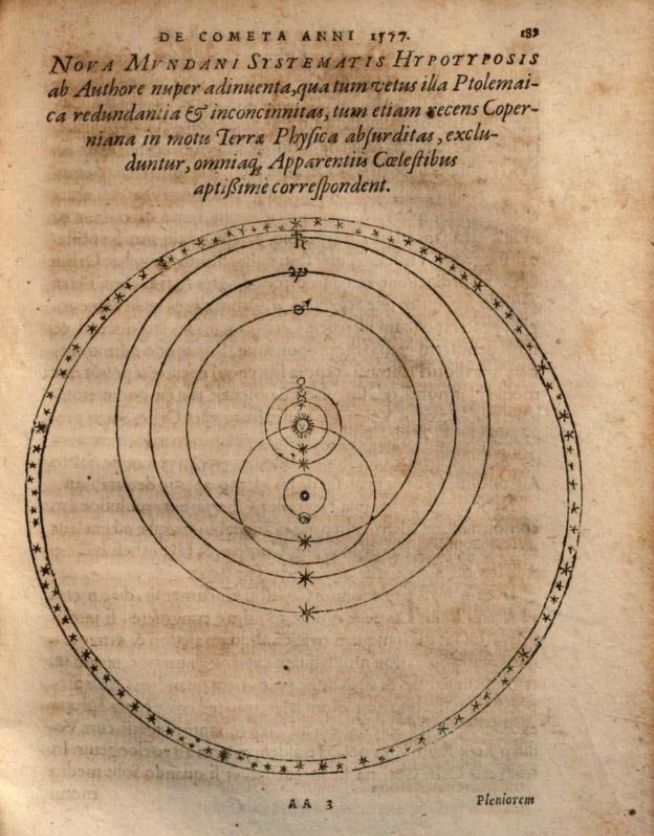 DE COMETA ANNI 1577. 189
NOVA MVNDANI SYSTEMATIS HYPOTYPOSIS
ab Authore nuper adinuenta, qua tum vetus illa Ptolemai-
ca redundantia & inconcinnitas, tum etiam recens Coper-
niana in motu Terræ Physica absurditas, exclu-
duntur, omniaq; Apparentiis Cœlestibus
aptißime correspondent.
♄
♃
♂
AA 3
Pleniorem